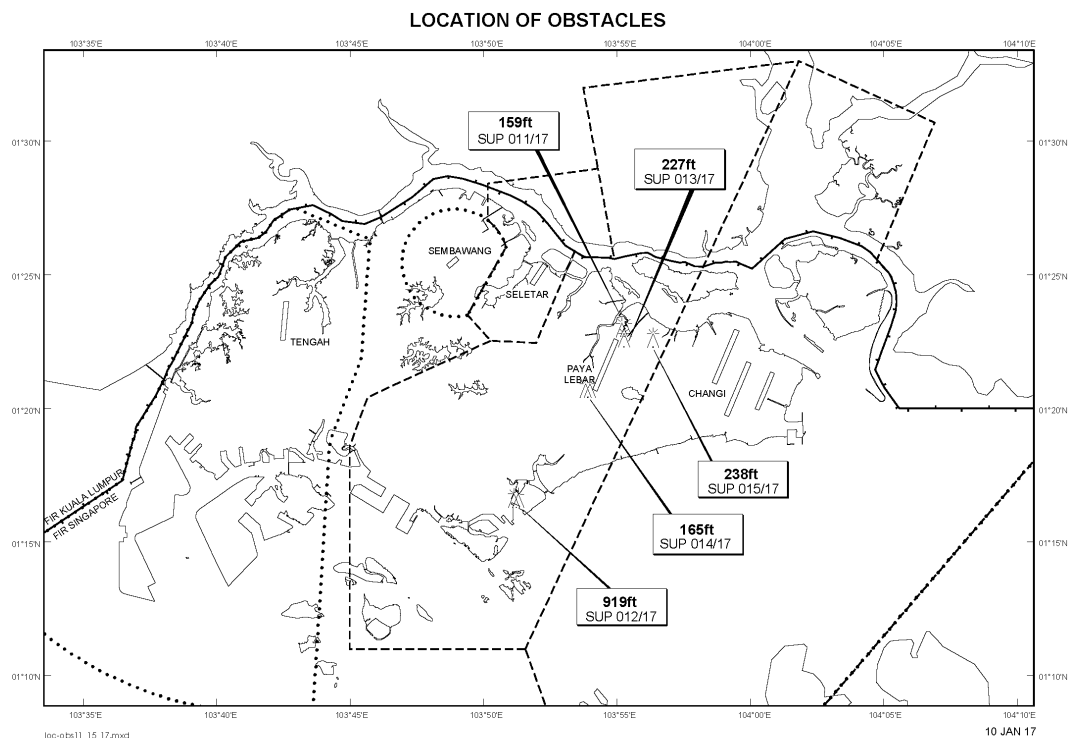 LOCATION OF OBSTACLES
103°35'E 103°40'E 103°45'E 103°50'E 103°55'E 104°00'E 104°05'E 104°10'E
159ft
SUP 011/17
01°30'N 01°30'N
227ft
SUP 013/17
SEMBAWANG
01°25'N 01°25'N
SELETAR
TENGAH
PAYA
LEBAR
CHANGI
01°20'N 01°20'N
238ft
SUP 015/17
FIR KUALA LUMPUR
FIR SINGAPORE
165ft
SUP 014/17
01°15'N 01°15'N
919ft
SUP 012/17
01°10'N 01°10'N
103°35'E 103°40'E 103°45'E 103°50'E 103°55'E 104°00'E 104°05'E 104°10'E
loc-obs11_15_17.mxd
10 JAN 17